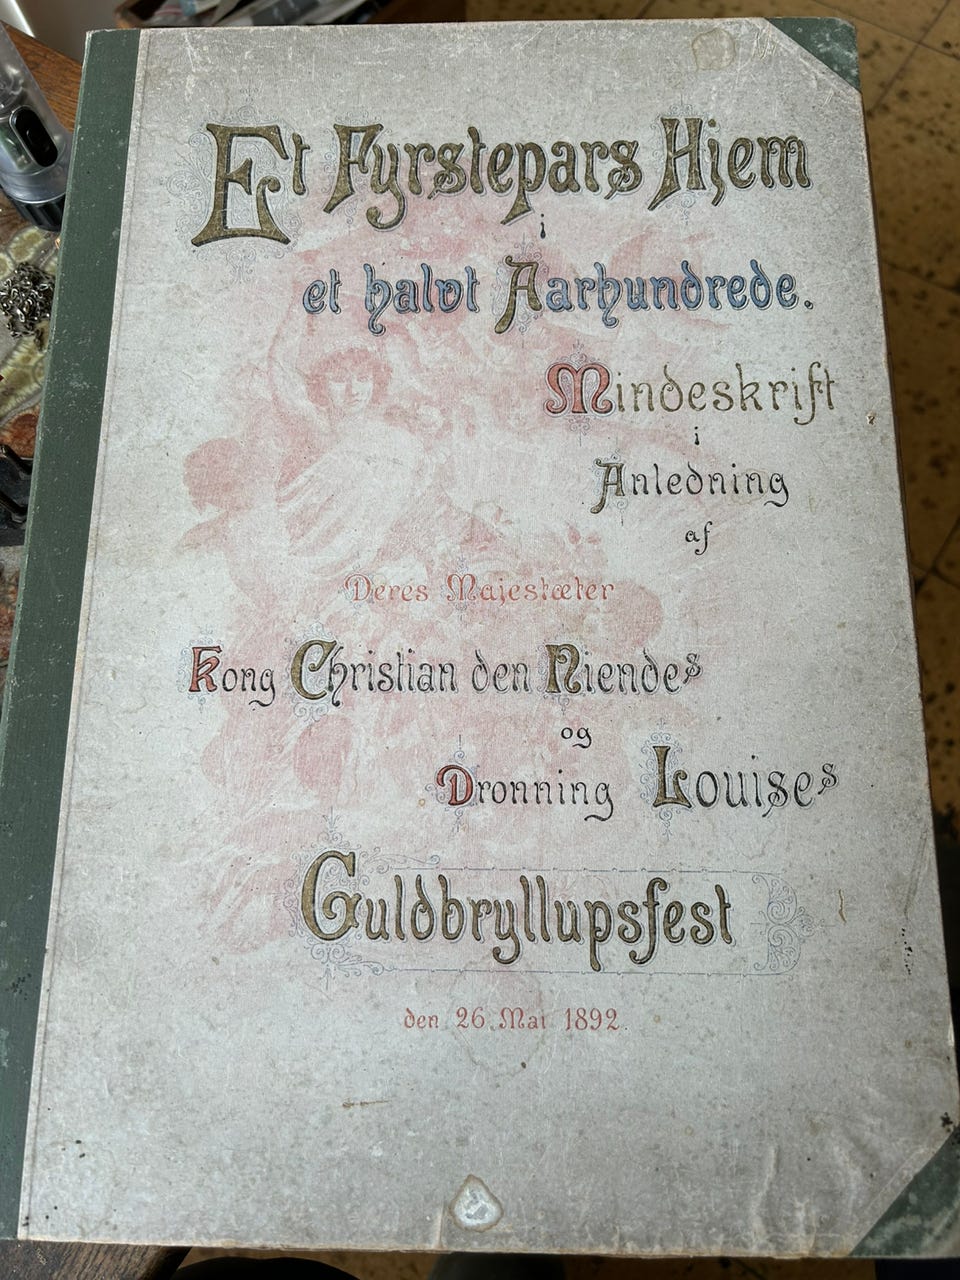 Et Fyrstepars Hjem
i
et halvt Aarhundrede.
Mindeskrift
i
Anledning
af
Deres Majestæter
Kong Christian den Niendes
og
Dronning Louises
Guldbryllupsfest
den 26. Mai 1892.